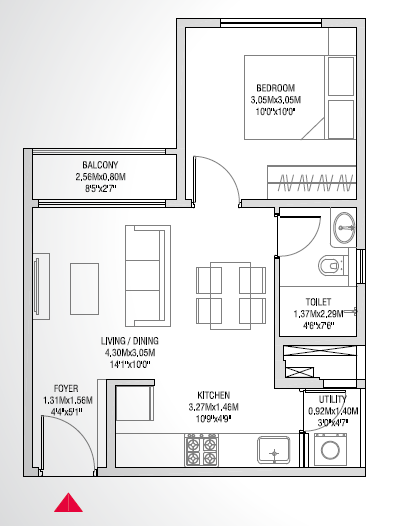 BEDROOM
3,05Mx3,05M
10'0"x10'0"
BALCONY
2,56Mx0,80M
8'5"x2'7"
TOILET
1,37Mx2,29M
4'6"x7'6"
LIVING / DINING
4,30Mx3,05M
14'1"x10'0"
FOYER
1.31Mx1.56M
4'4"x5'1"
KITCHEN
3.27Mx1,46M
10'9"x4'9"
UTILITY
0,92Mx1,40M
3'0"x4'7"